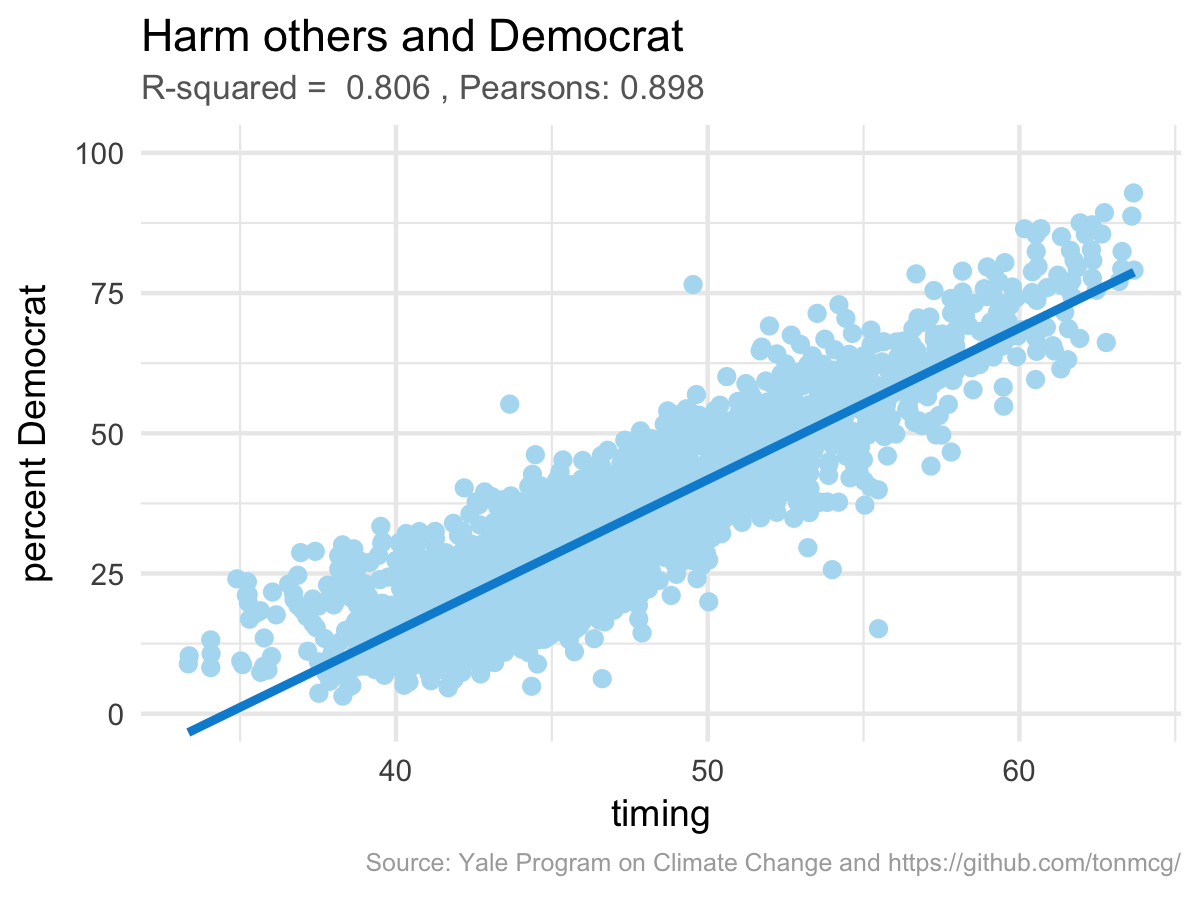 Harm others and Democrat
R-squared =  0.806 , Pearsons: 0.898
percent Democrat
100
75
50
25
0
40 50 60
timing
Source: Yale Program on Climate Change and https://github.com/tonmcg/